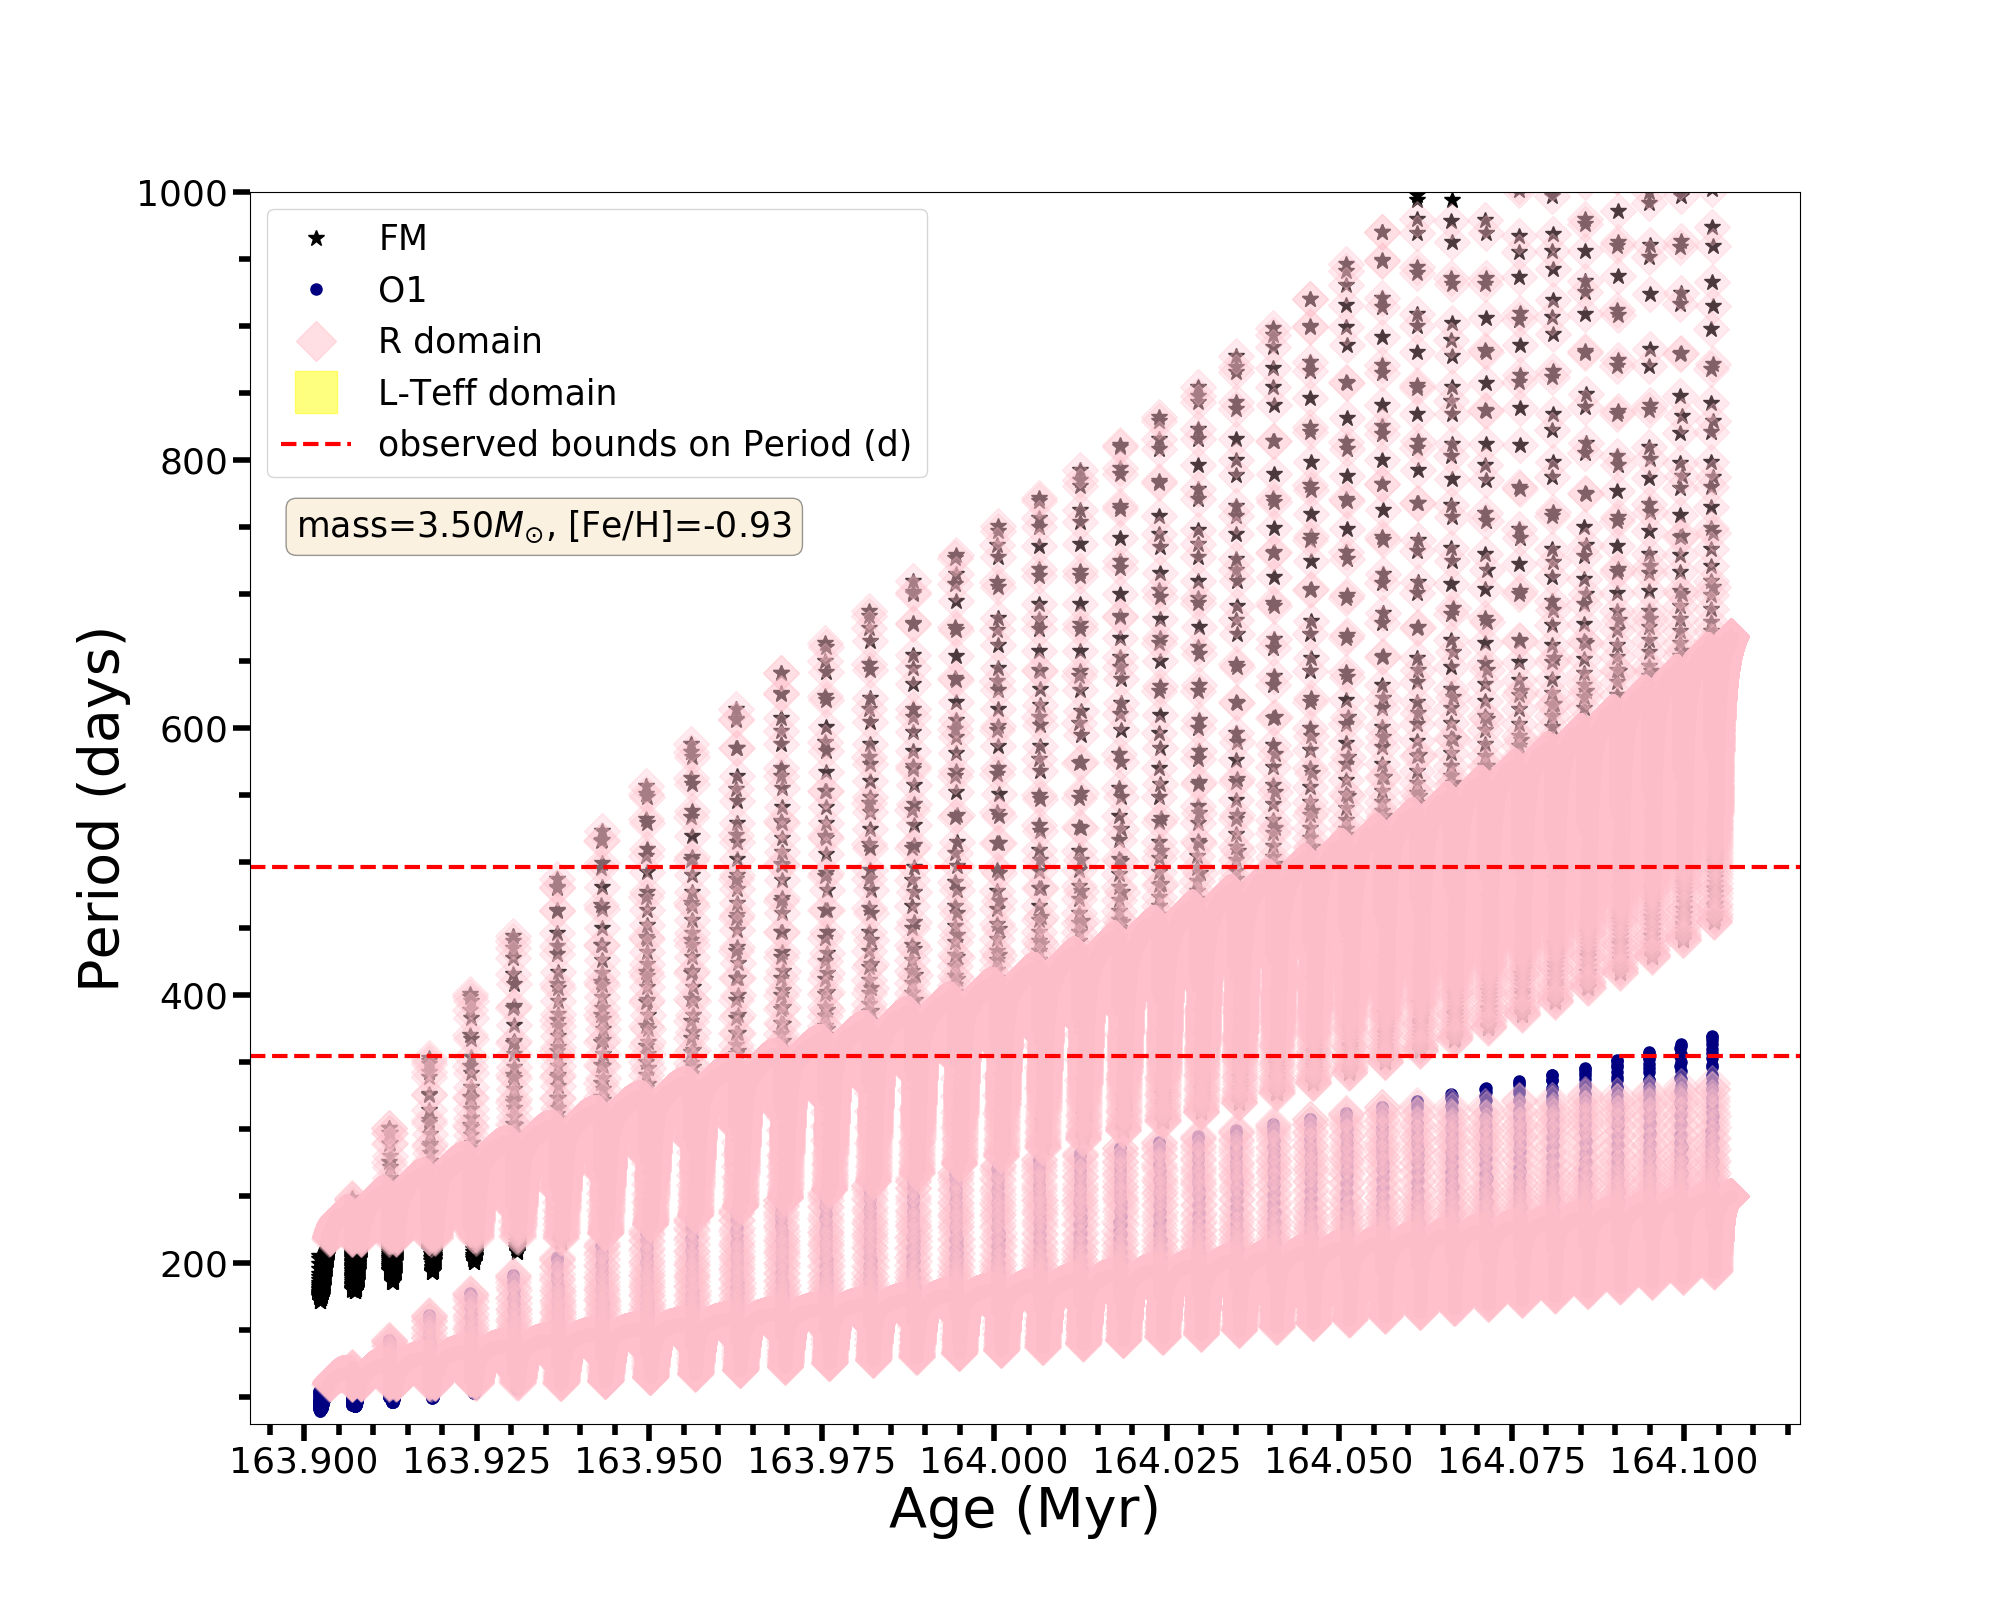 1000
800
600
400
200
Period (days)
FM
O1
R domain
L-Teff domain
observed bounds on Period (d)
mass=3.50M☉, [Fe/H]=-0.93
163.900 163.925 163.950 163.975 164.000 164.025 164.050 164.075 164.100
Age (Myr)